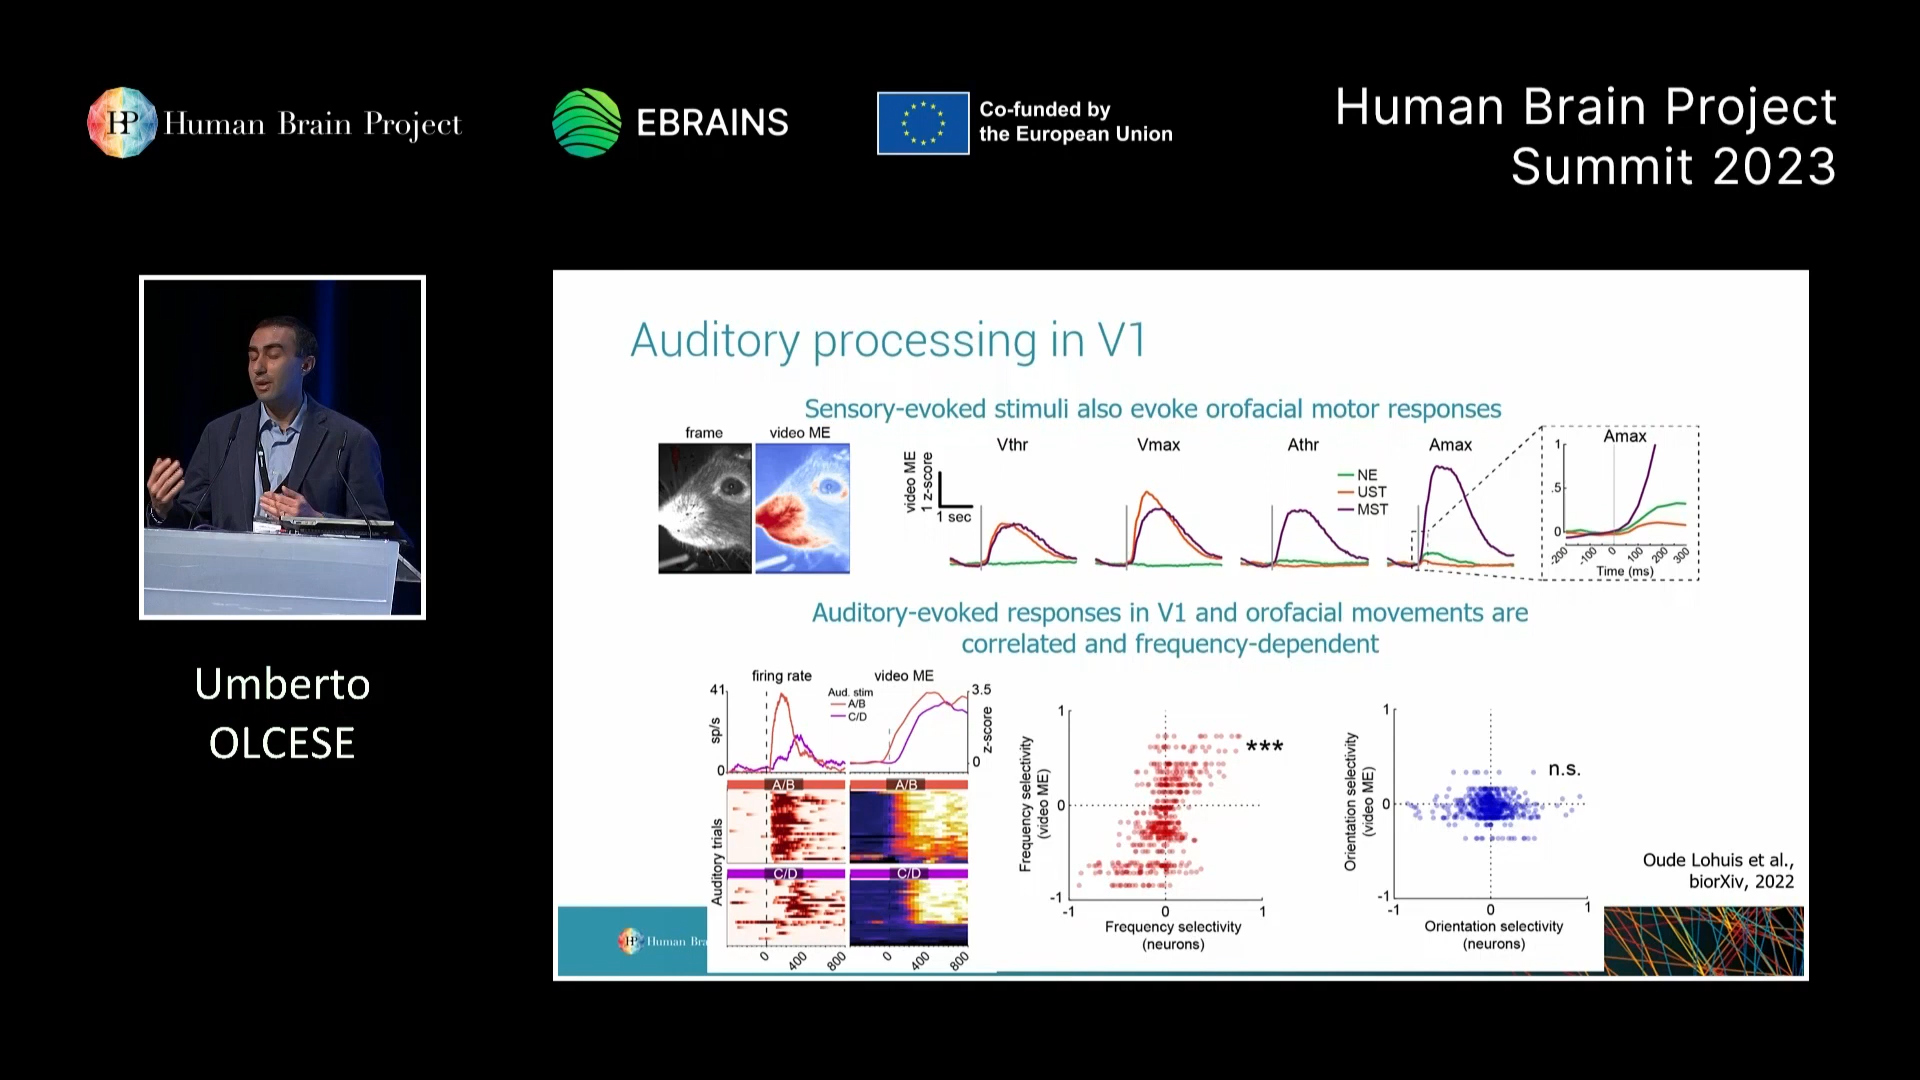 HP Human Brain Project
EBRAINS
Co-funded by
the European Union
Human Brain Project
Summit 2023
Umberto
OLCESE
Auditory processing in V1
Sensory-evoked stimuli also evoke orofacial motor responses
frame
video ME
video ME
1 z-score
1 sec
Vthr
Vmax
Athr
Amax
NE
UST
MST
Amax
1
.5
0
-200
-100
0
100
200
300
Time (ms)
Auditory-evoked responses in V1 and orofacial movements are
correlated and frequency-dependent
firing rate
video ME
41
sp/s
0
Aud. stim
A/B
C/D
3.5
z-score
0
Auditory trials
A/B
A/B
C/D
C/D
0
400
800
0
400
800
Frequency selectivity
(video ME)
1
0
-1
-1
0
1
***
Frequency selectivity
(neurons)
Orientation selectivity
(video ME)
1
0
-1
-1
0
1
n.s.
Orientation selectivity
(neurons)
Oude Lohuis et al.,
biorXiv, 2022
HP Human Bra